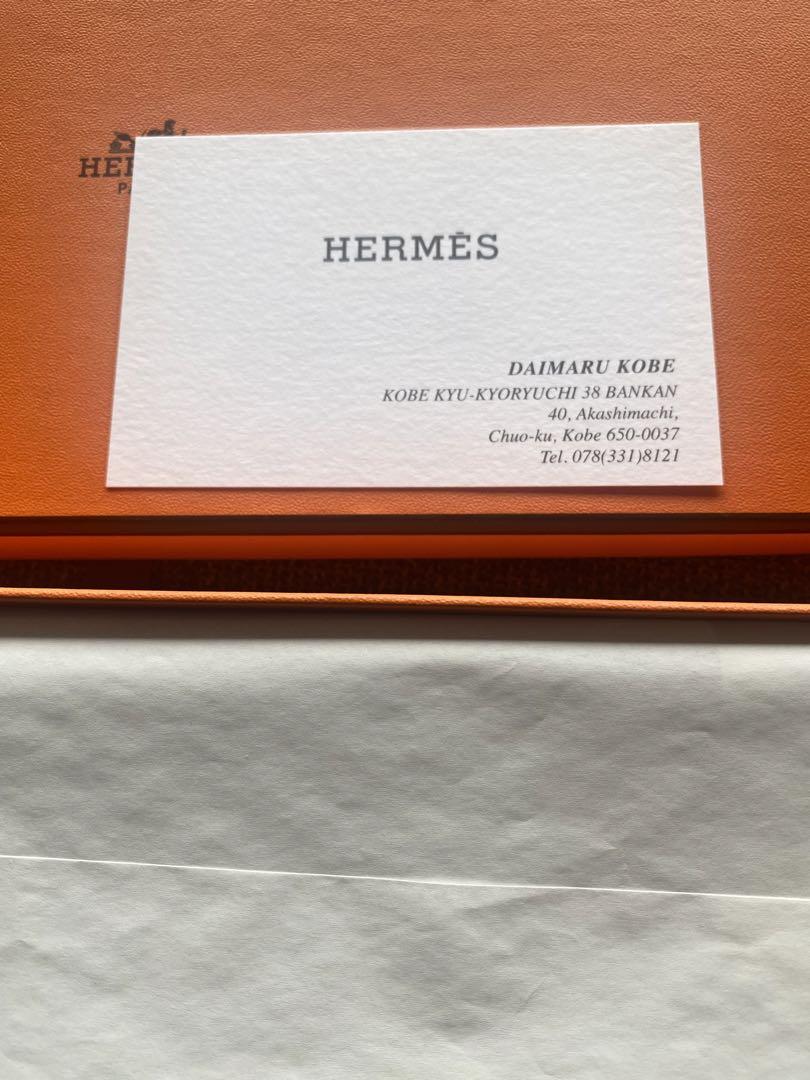 HERMÈS
DAIMARU KOBE
KOBE KYU-KYORYUCHI 38 BANKAN
40, Akashimachi,
Chuo-ku, Kobe 650-0037
Tel. 078(331)8121